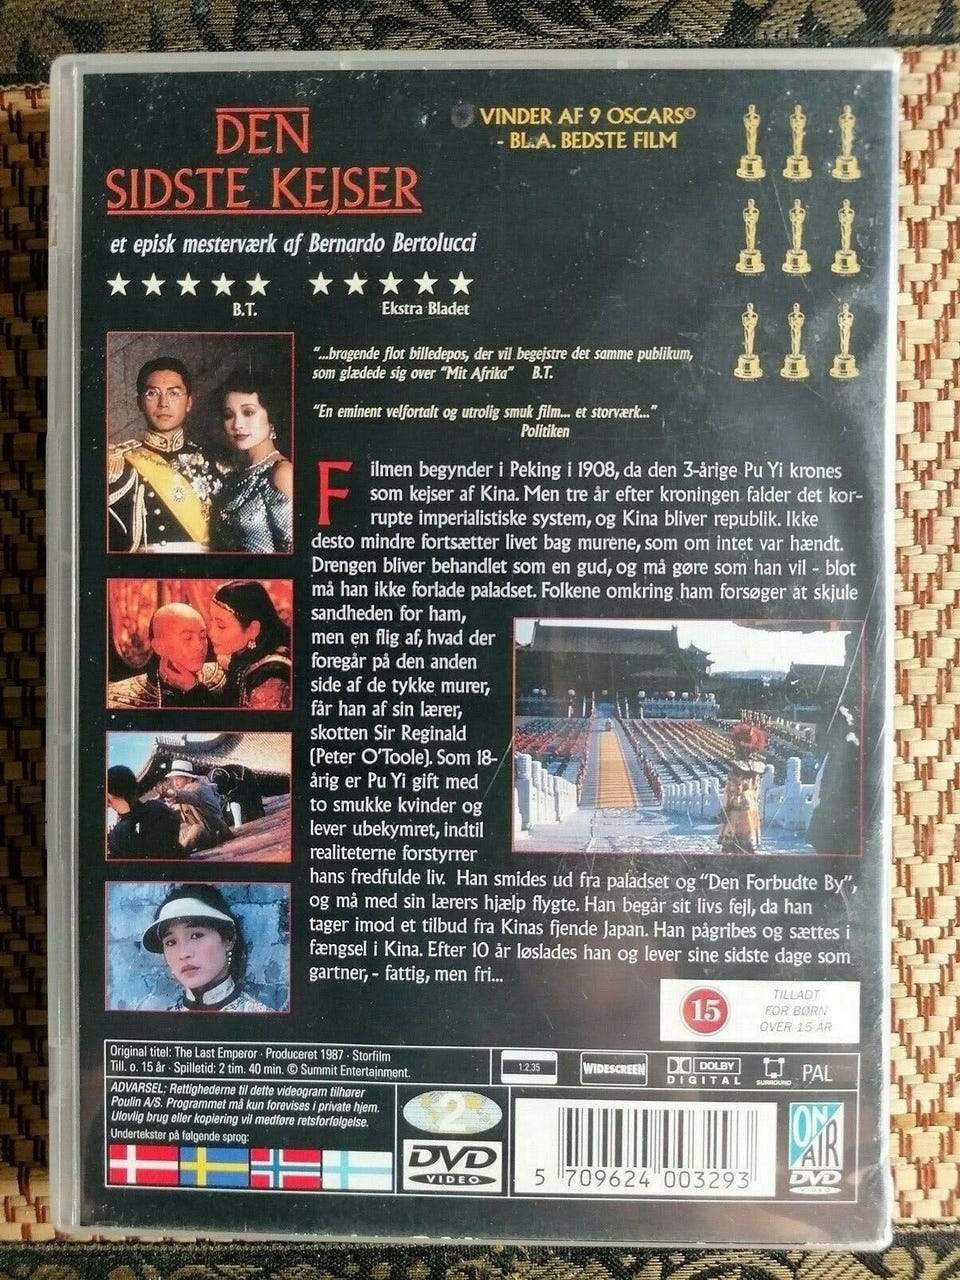 DEN
SIDSTE KEJSER
et episk mesterværk af Bernardo Bertolucci
B.T.
Ekstra Bladet
VINDER AF 9 OSCARS©
- BL.A. BEDSTE FILM
"...bragende flot billedepos, der vil begejstre det samme publikum,
som glædede sig over "Mit Afrika" B.T.
"En eminent velfortalt og utrolig smuk film... et storværk..."
Politiken
Filmen begynder i Peking i 1908, da den 3-årige Pu Yi krones
som kejser af Kina. Men tre år efter kroningen falder det kor-
rupte imperialistiske system, og Kina bliver republik. Ikke
desto mindre fortsætter livet bag murene, som om intet var hændt.
Drengen bliver behandlet som en gud, og må gøre som han vil - blot
må han ikke forlade paladset. Folkene omkring ham forsøger at skjule
sandheden for ham,
men en flig af, hvad der
foregår på den anden
side af de tykke murer,
får han af sin lærer,
skotten Sir Reginald
(Peter O'Toole). Som 18-
årig er Pu Yi gift med
to smukke kvinder og
lever ubekymret, indtil
realiteterne forstyrrer
hans fredfulde liv. Han smides ud fra paladset og "Den Forbudte By",
og må med sin lærers hjælp flygte. Han begår sit livs fejl, da han
tager imod et tilbud fra Kinas fjende Japan. Han pågribes og sættes i
fængsel i Kina. Efter 10 år løslades han og lever sine sidste dage som
gartner, - fattig, men fri...
15
TILLADT
FOR BØRN
OVER 15 ÅR
Original titel: The Last Emperor · Produceret 1987 · Storfilm
Till. o. 15 år · Spilletid: 2 tim. 40 min. © Summit Entertainment.
1:2.35
WIDESCREEN
DOLBY
DIGITAL
SURROUND
PAL
ADVARSEL: Rettighederne til dette videogram tilhører
Poulin A/S. Programmet må kun forevises i privat hjem.
Ulovlig brug eller kopiering vil medføre retsforfølgelse.
Undertekster på følgende sprog:
2
DVD
VIDEO
5 709624 003293
ON
AIR
DVD
VIDEO